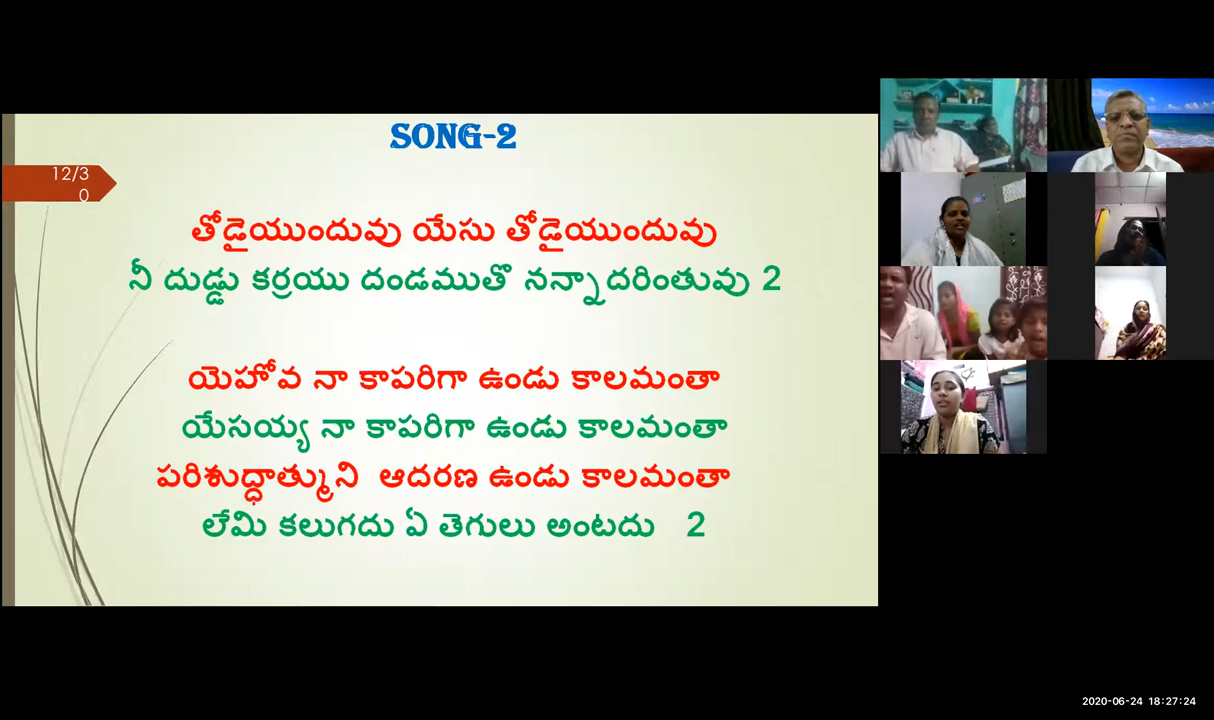 SONG-2
12/3
0
తోడైయుందువు యేసు తోడైయుందువు
నీ దుడ్డు కర్రయు దండముతొ నన్నాదరింతువు 2
యెహోవ నా కాపరిగా ఉండు కాలమంతా
యేసయ్య నా కాపరిగా ఉండు కాలమంతా
పరిశుద్ధాత్ముని ఆదరణ ఉండు కాలమంతా
లేమి కలుగదు ఏ తెగులు అంటదు 2
2020-06-24 18:27:24